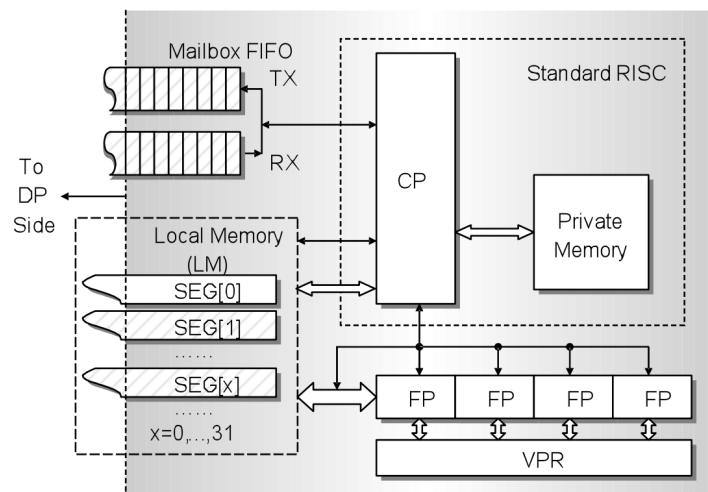 Mailbox FIFO
TX
RX
Standard RISC
CP
Private
Memory
To
DP
Side
Local Memory
(LM)
SEG[0]
SEG[1]
......
SEG[x]
......
x=0,...,31
FP
FP
FP
FP
VPR